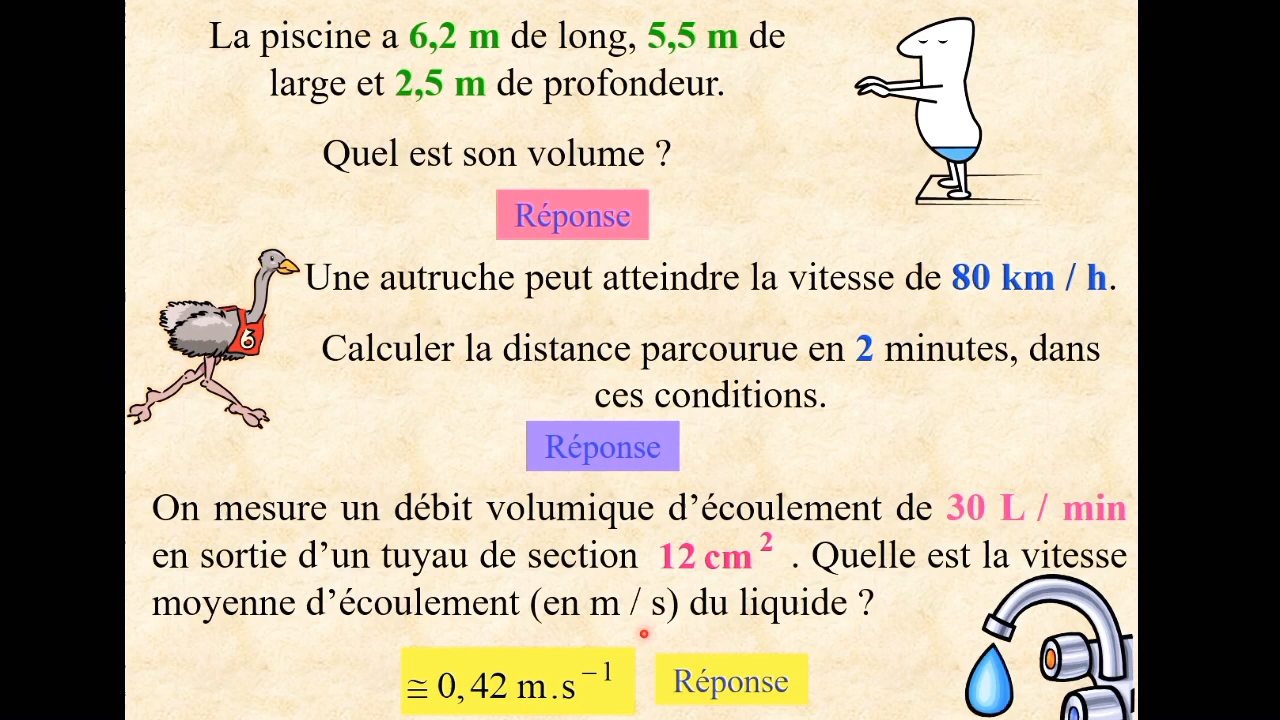 La piscine a 6,2 m de long, 5,5 m de
large et 2,5 m de profondeur.
Quel est son volume ?
Réponse
Une autruche peut atteindre la vitesse de 80 km / h.
6
Calculer la distance parcourue en 2 minutes, dans
ces conditions.
Réponse
On mesure un débit volumique d’écoulement de 30 L / min
en sortie d’un tuyau de section 12 cm² . Quelle est la vitesse
moyenne d’écoulement (en m / s) du liquide ?
≅ 0,42 m.s⁻¹ Réponse